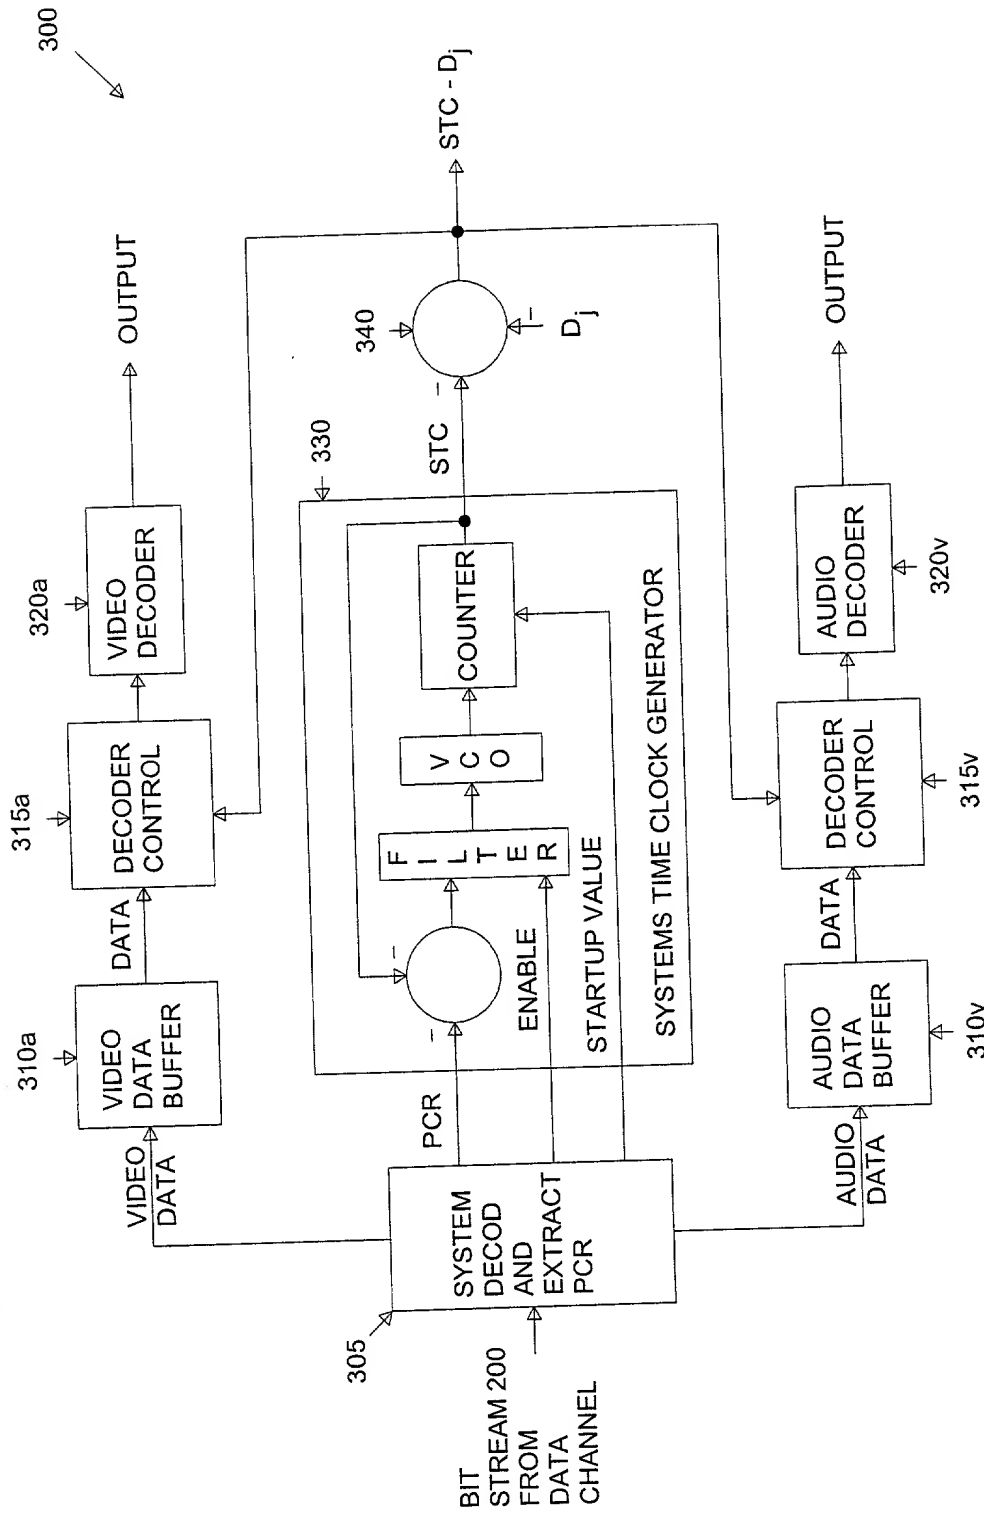 300
320a
VIDEO
DECODER
OUTPUT
315a
DECODER
CONTROL
DATA
310a
VIDEO
DATA
BUFFER
VIDEO
DATA
330
340
STC
-
-
D j
STC - D j
F
I
L
T
E
R
V
C
O
COUNTER
-
-
PCR
ENABLE
STARTUP VALUE
SYSTEMS TIME CLOCK GENERATOR
305
SYSTEM
DECOD
AND
EXTRACT
PCR
BIT
STREAM 200
FROM
DATA
CHANNEL
AUDIO
DATA
AUDIO
DATA
BUFFER
310v
DATA
DECODER
CONTROL
315v
AUDIO
DECODER
320v
OUTPUT